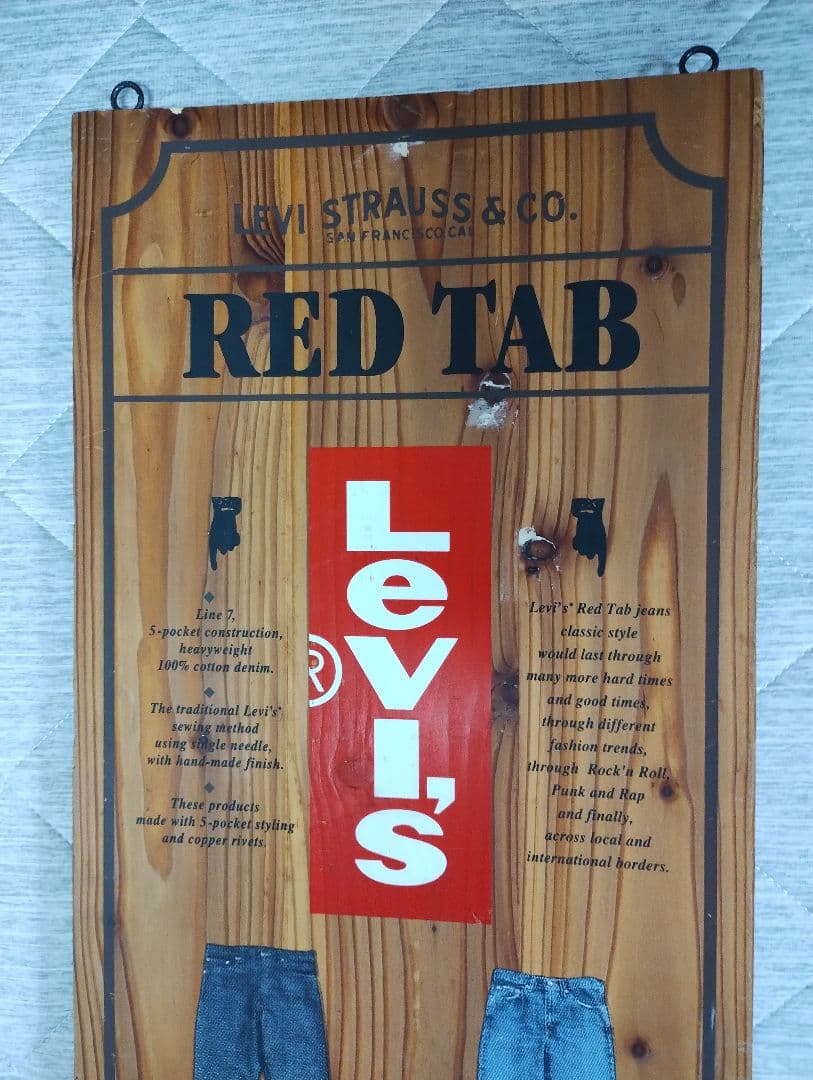 LEVI STRAUSS & CO.
SAN FRANCISCO CAL
RED TAB
Levi's
®
Line 7,
5-pocket construction,
heavyweight
100% cotton denim.
The traditional Levi's®
sewing method
using single needle,
with hand-made finish.
These products
made with 5-pocket styling
and copper rivets.
Levi's® Red Tab jeans
classic style
would last through
many more hard times
and good times,
through different
fashion trends,
through Rock'n Roll,
Punk and Rap
and finally,
across local and
international borders.